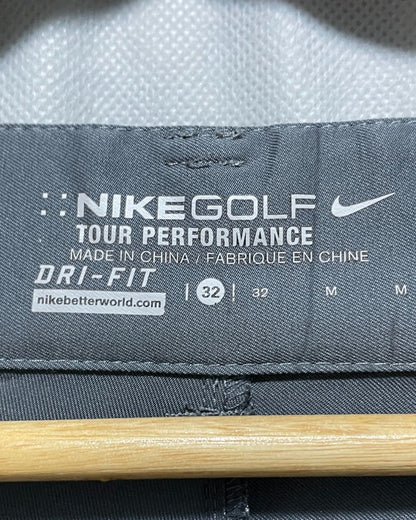 NIKEGOLF
TOUR PERFORMANCE
MADE IN CHINA / FABRIQUE EN CHINE
DRI-FIT
nikebetterworld.com
32 32 M M